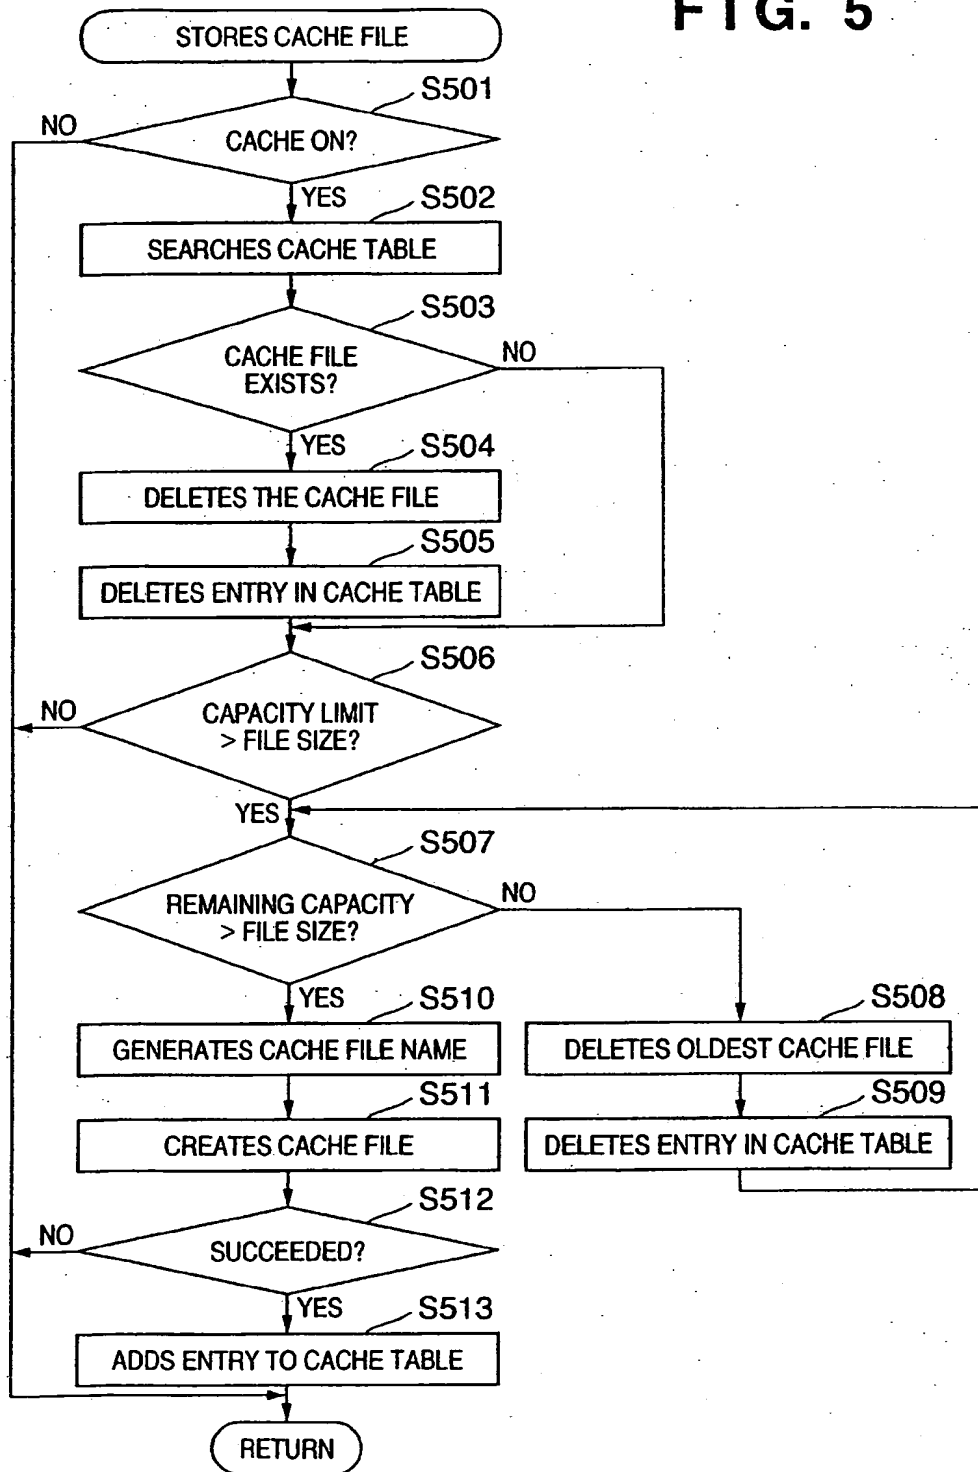 FIG. 5
STORES CACHE FILE
S501
NO
CACHE ON?
YES
S502
SEARCHES CACHE TABLE
S503
CACHE FILE
EXISTS?
NO
YES
S504
DELETES THE CACHE FILE
S505
DELETES ENTRY IN CACHE TABLE
S506
NO
CAPACITY LIMIT
> FILE SIZE?
YES
S507
REMAINING CAPACITY
> FILE SIZE?
NO
YES
S510
GENERATES CACHE FILE NAME
S508
DELETES OLDEST CACHE FILE
S511
CREATES CACHE FILE
S509
DELETES ENTRY IN CACHE TABLE
S512
NO
SUCCEEDED?
YES
S513
ADDS ENTRY TO CACHE TABLE
RETURN